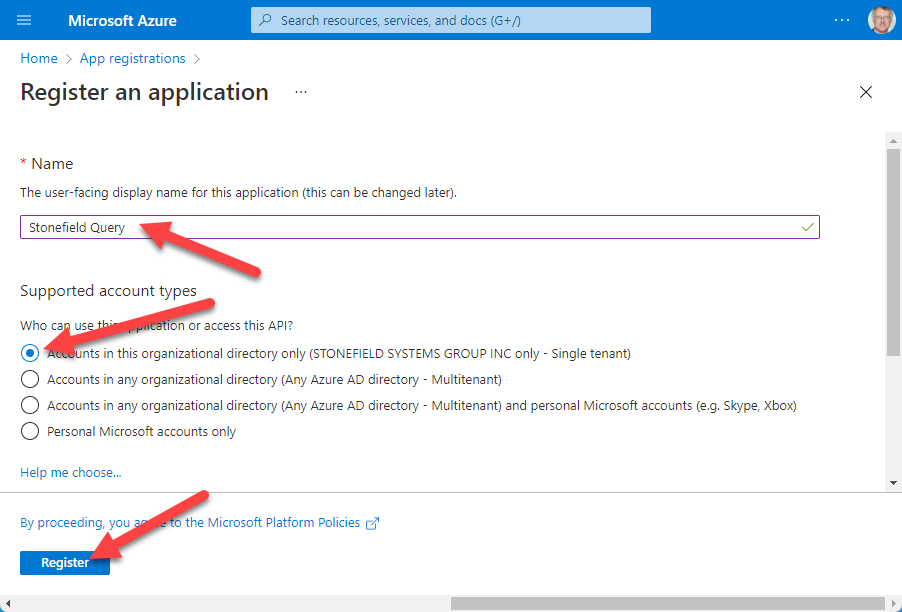 Microsoft Azure
Search resources, services, and docs (G+/)
...
Home > App registrations >
Register an application ...
* Name
The user-facing display name for this application (this can be changed later).
Stonefield Query
Supported account types
Who can use this application or access this API?
Accounts in this organizational directory only (STONEFIELD SYSTEMS GROUP INC only - Single tenant)
Accounts in any organizational directory (Any Azure AD directory - Multitenant)
Accounts in any organizational directory (Any Azure AD directory - Multitenant) and personal Microsoft accounts (e.g. Skype, Xbox)
Personal Microsoft accounts only
Help me choose...
By proceeding, you agree to the Microsoft Platform Policies
Register